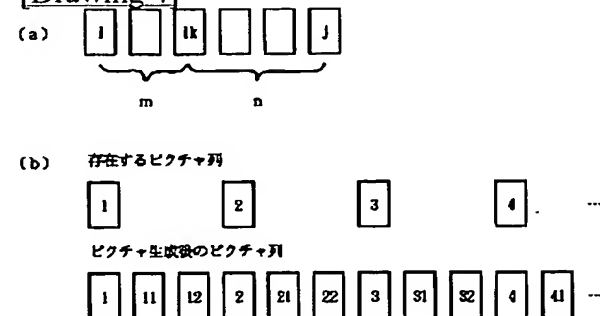 [Drawing 4]
(a) i ik j
m n
(b) 存在するピクチャ列
1 2 3 4 ...
ピクチャ生成後のピクチャ列
1 11 12 2 21 22 3 31 32 4 41 ...